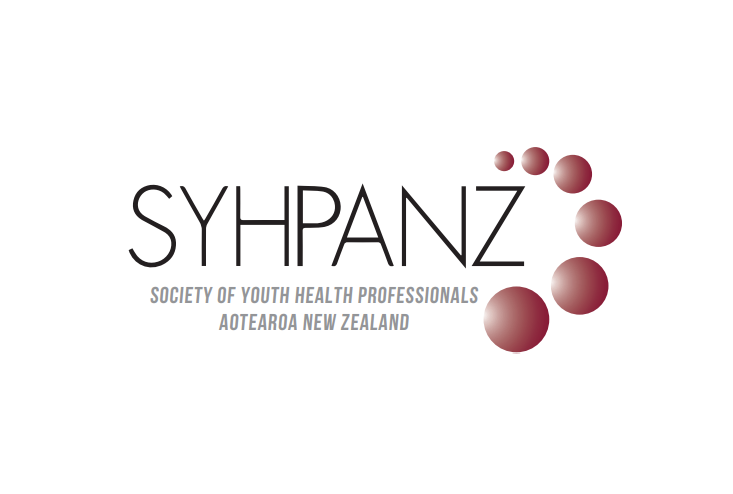 SYHPANZ
SOCIETY OF YOUTH HEALTH PROFESSIONALS
AOTEAROA NEW ZEALAND